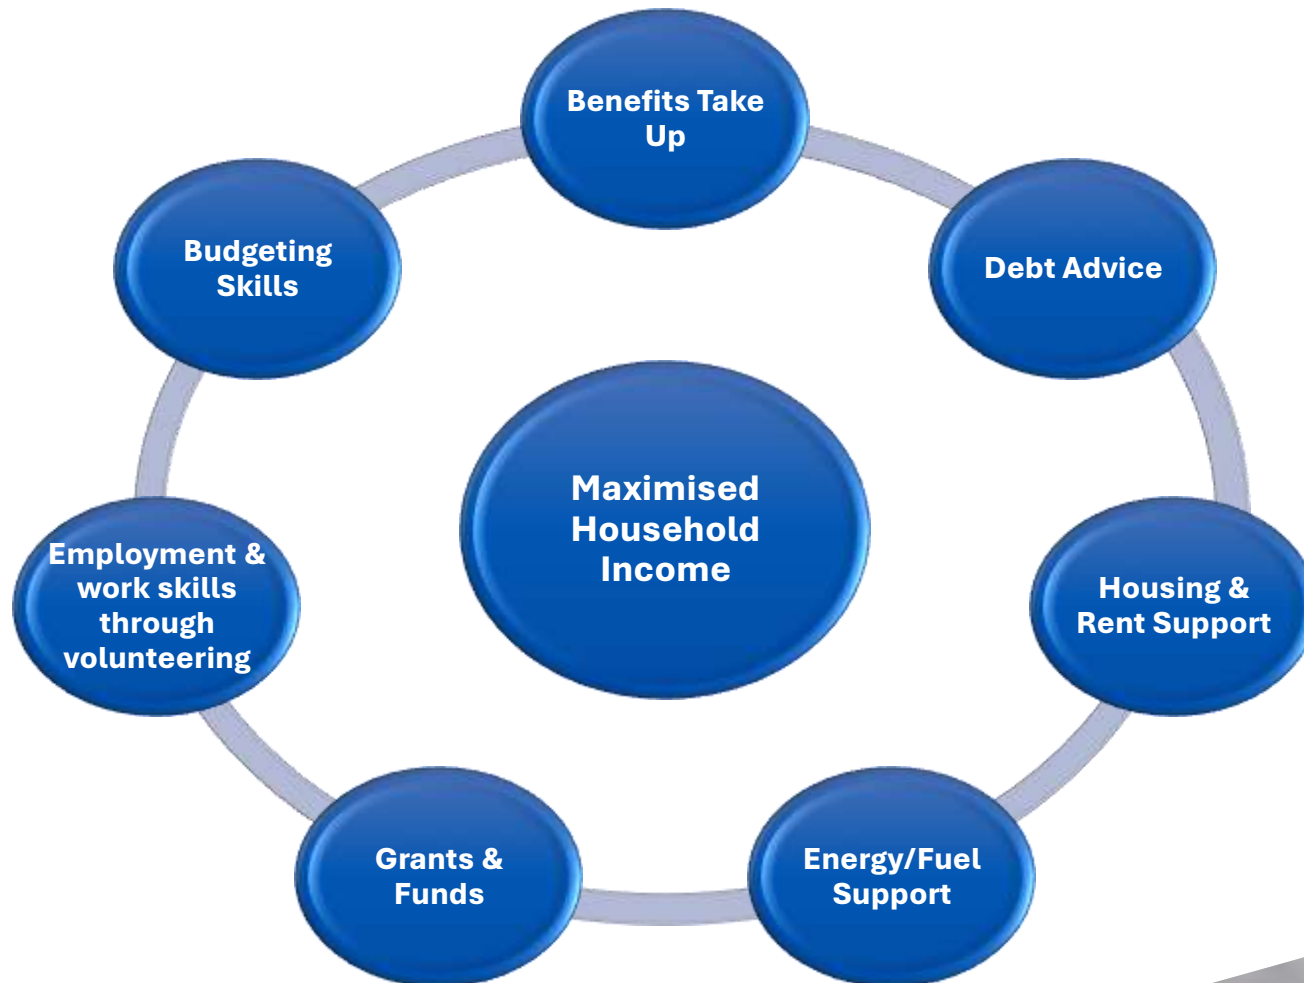 Benefits Take
Up
Debt Advice
Housing &
Rent Support
Energy/Fuel
Support
Grants &
Funds
Employment &
work skills
through
volunteering
Budgeting
Skills
Maximised
Household
Income